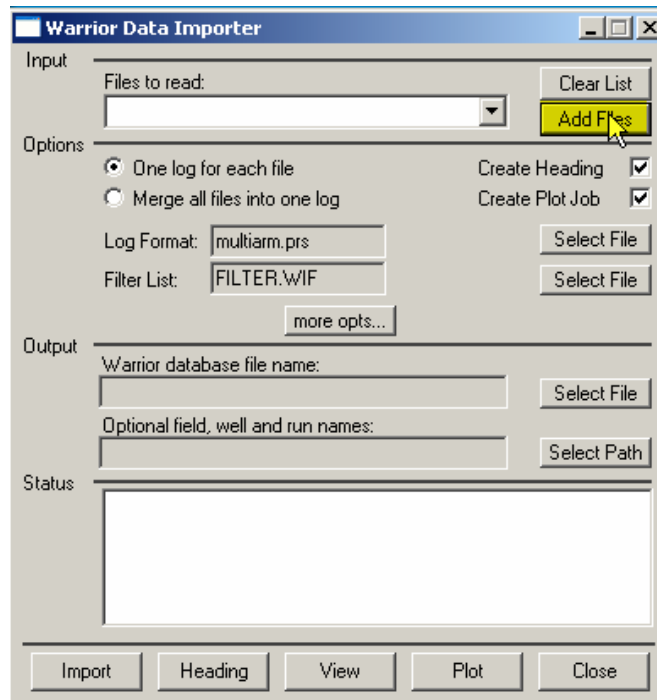 Warrior Data Importer
Input
Files to read:
Clear List
Add Files
Options
One log for each file
Create Heading
Merge all files into one log
Create Plot Job
Log Format: multiarm.prs Select File
Filter List: FILTER.WIF Select File
more opts...
Output
Warrior database file name:
Select File
Optional field, well and run names:
Select Path
Status
Import Heading View Plot Close